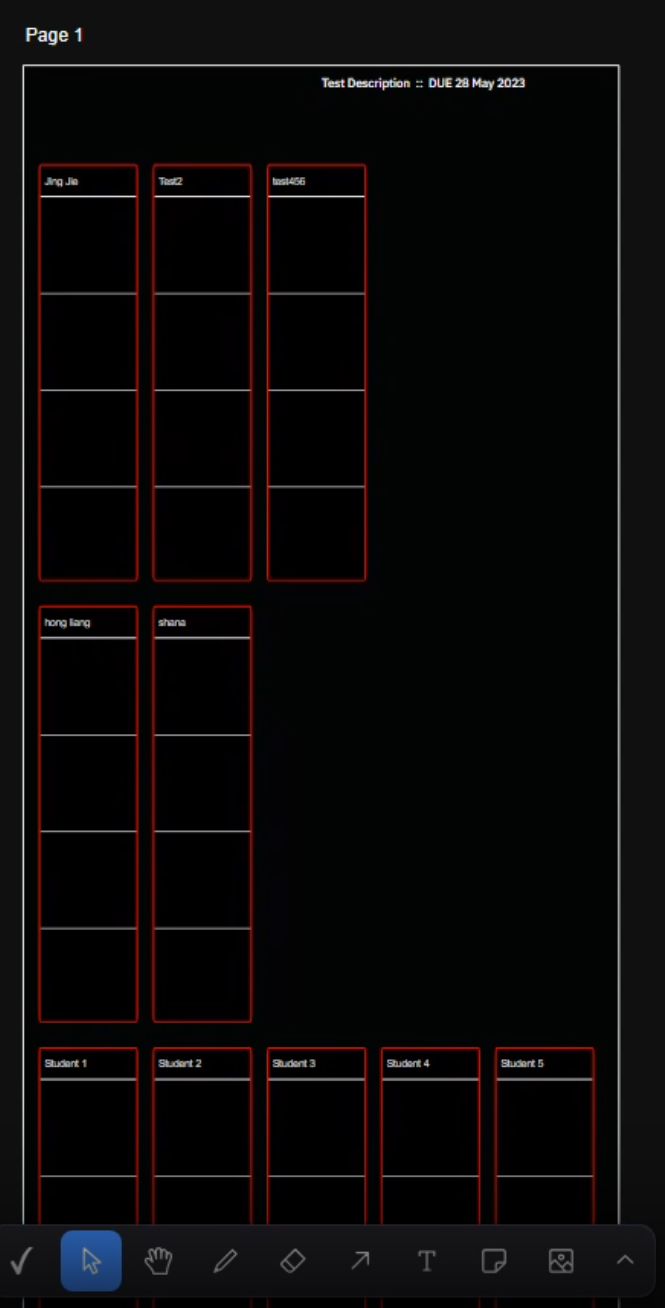 Page 1
Test Description :: DUE 28 May 2023
Jing Jie Test2 test456
hong liang shana
Student 1 Student 2 Student 3 Student 4 Student 5
T